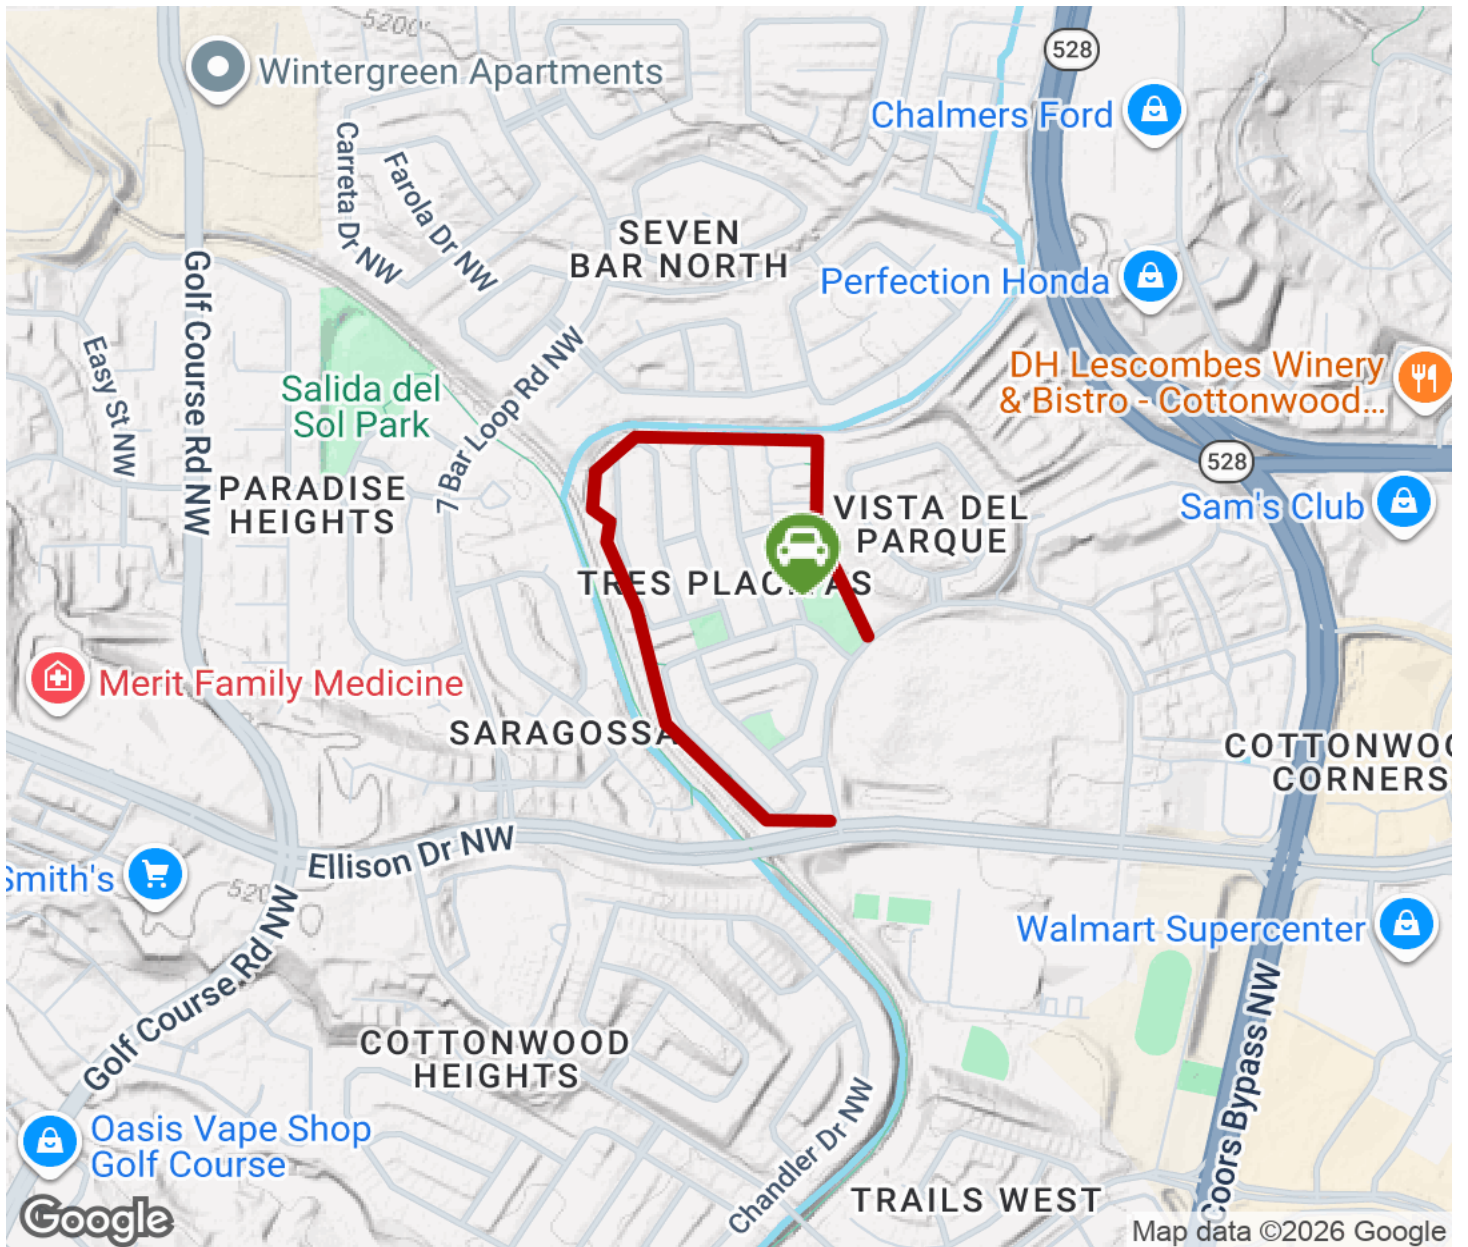 5200'
528
Wintergreen Apartments
Chalmers Ford
Carreta Dr NW
Farola Dr NW
SEVEN
BAR NORTH
Perfection Honda
Golf Course Rd NW
Easy St NW
7 Bar Loop Rd NW
DH Lescombes Winery
& Bistro - Cottonwood...
Salida del
Sol Park
528
PARADISE
HEIGHTS
VISTA DEL
PARQUE
Sam's Club
TRES PLACITAS
Merit Family Medicine
SARAGOSSA
COTTONWOO
CORNERS
Ellison Dr NW
Smith's
520
Golf Course Rd NW
Walmart Supercenter
COTTONWOOD
HEIGHTS
Coors Bypass NW
Chandler Dr NW
Oasis Vape Shop
Golf Course
TRAILS WEST
Google
Map data ©2026 Google